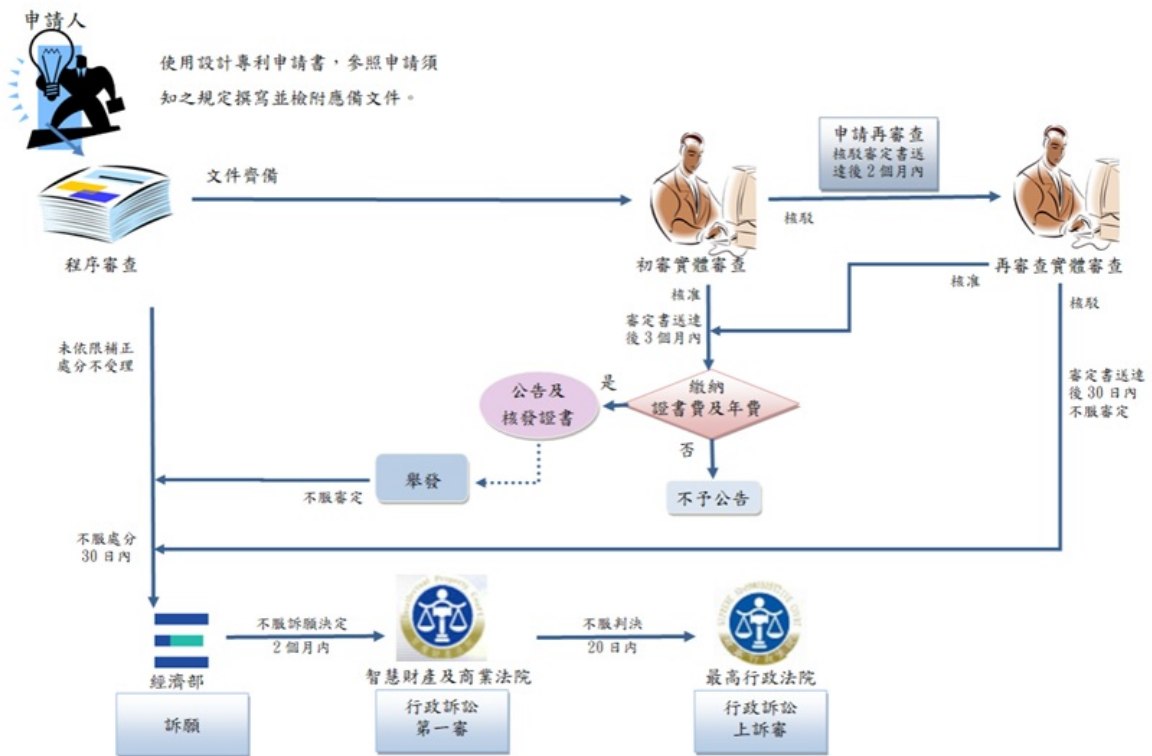 申請人
使用設計專利申請書，參照申請須
知之規定撰寫並檢附應備文件。
申請再審查
核駁審定書送
達後2個月內
文件齊備
核駁
程序審查
初審實體審查
再審查實體審查
核准
核准
核駁
審定書送達
後3個月內
未依限補正
處分不受理
是
公告及
核發證書
繳納
證書費及年費
審定書送達
後30日內
不服審定
否
舉發
不服審定
不予公告
不服處分
30日內
不服訴願決定
2個月內
不服判決
20日內
經濟部
智慧財產及商業法院
最高行政法院
訴願
行政訴訟
第一審
行政訴訟
上訴審